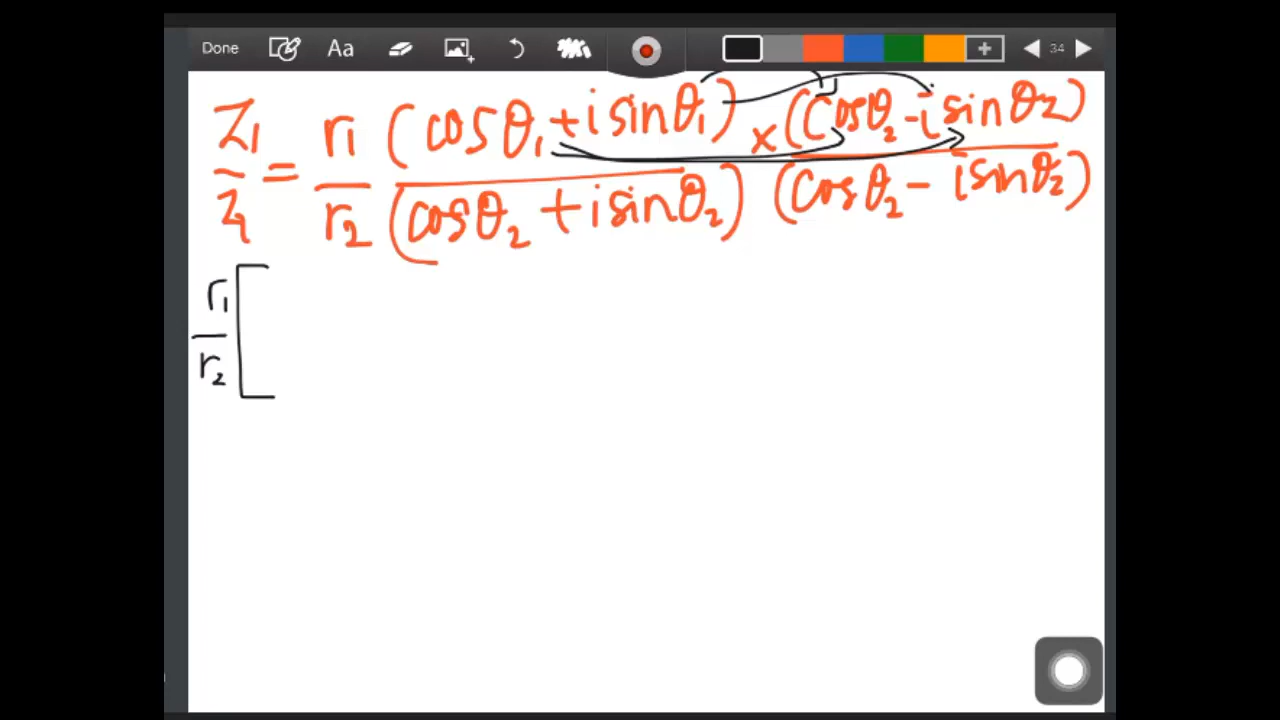 Done Aa 34
z₁/z₂ = r₁/r₂ (cosθ₁ + i sinθ₁)/(cosθ₂ + i sinθ₂) × (cosθ₂ - i sinθ₂)/(cosθ₂ - i sinθ₂)
r₁/r₂ [